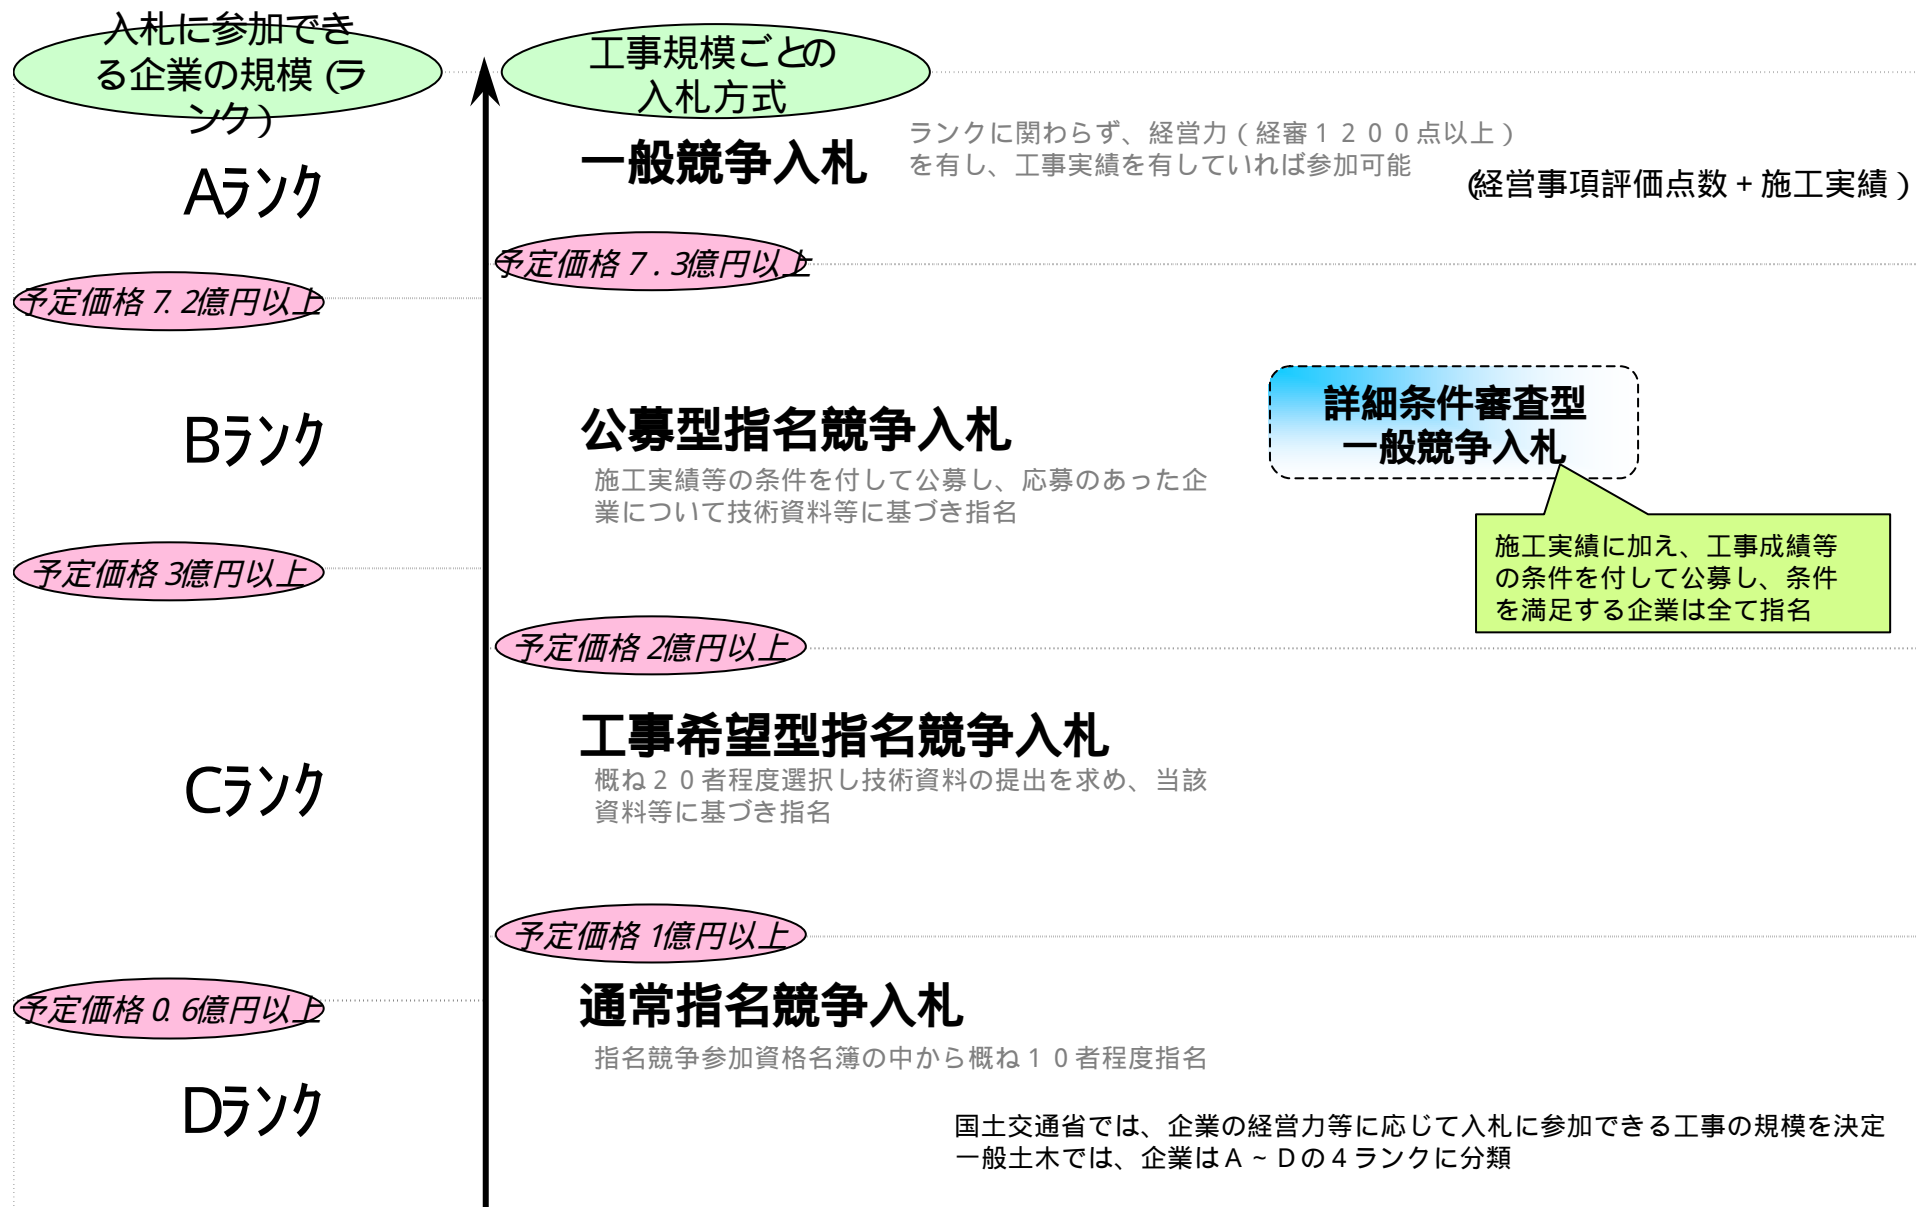 入札に参加でき
る企業の規模(ラ
ンク)
工事規模ごとの
入札方式
Aランク
一般競争入札
ランクに関わらず、経営力(経審1200点以上)
を有し、工事実績を有していれば参加可能
(経営事項評価点数+施工実績)
予定価格7.3億円以上
予定価格7.2億円以上
Bランク
公募型指名競争入札
施工実績等の条件を付して公募し、応募のあった企
業について技術資料等に基づき指名
詳細条件審査型
一般競争入札
施工実績に加え、工事成績等
の条件を付して公募し、条件
を満足する企業は全て指名
予定価格3億円以上
予定価格2億円以上
Cランク
工事希望型指名競争入札
概ね20者程度選択し技術資料の提出を求め、当該
資料等に基づき指名
予定価格1億円以上
予定価格0.6億円以上
通常指名競争入札
指名競争参加資格名簿の中から概ね10者程度指名
Dランク
国土交通省では、企業の経営力等に応じて入札に参加できる工事の規模を決定
一般土木では、企業はA~Dの4ランクに分類